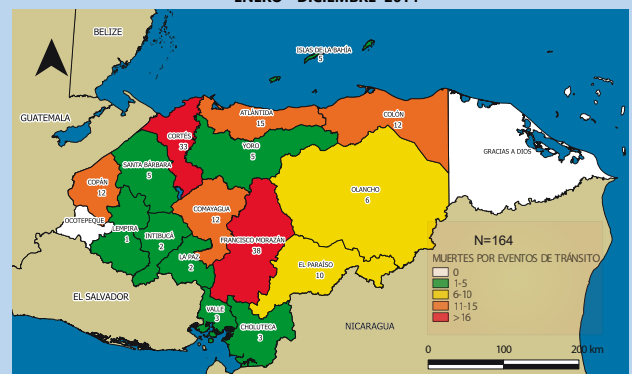 BELIZE
ISLAS DE LA BAHÍA
5
GUATEMALA
ATLÁNTIDA
15
COLÓN
12
CORTÉS
33
YORO
5
GRACIAS A DIOS
SANTA BÁRBARA
5
COPÁN
12
OLANCHO
6
OCOTEPEQUE
COMAYAGUA
12
LEMPIRA
1
INTIBUCÁ
2
FRANCISCO MORAZÁN
38
LA PAZ
2
EL PARAÍSO
10
EL SALVADOR
VALLE
3
CHOLUTECA
3
NICARAGUA
N=164
MUERTES POR EVENTOS DE TRÁNSITO
0
1-5
6-10
11-15
>16
0 100 200 km